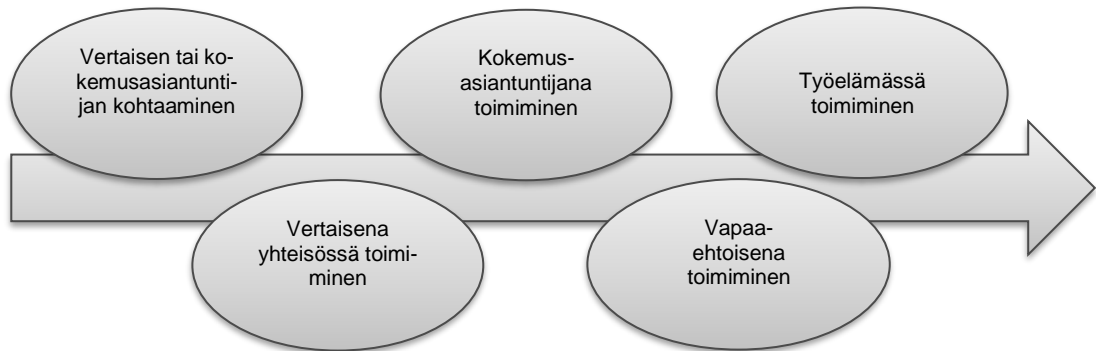 Vertaisen tai ko-
kemusasiantunti-
jan kohtaaminen
Vertaisena
yhteisössä toimi-
minen
Kokemus-
asiantuntijana
toimiminen
Vapaa-
ehtoisena
toimiminen
Työelämässä
toimiminen